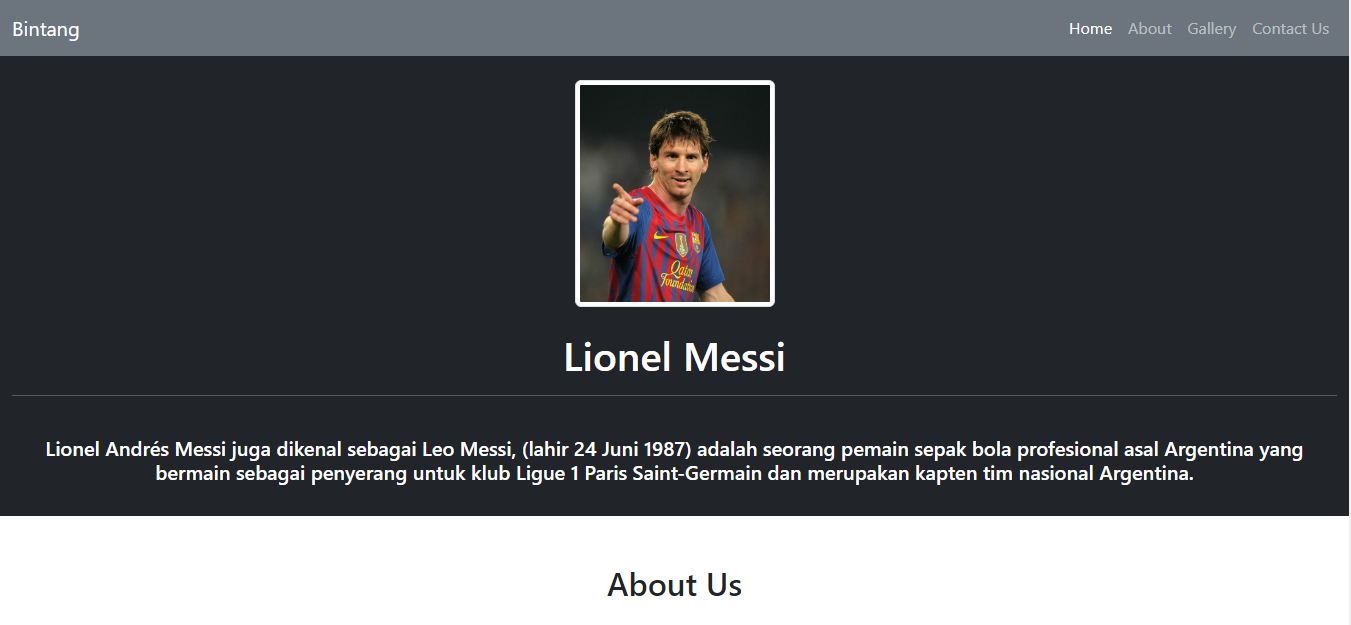 Bintang
Home About Gallery Contact Us
Qatar
Foundation
Lionel Messi
Lionel Andrés Messi juga dikenal sebagai Leo Messi, (lahir 24 Juni 1987) adalah seorang pemain sepak bola profesional asal Argentina yang
bermain sebagai penyerang untuk klub Ligue 1 Paris Saint-Germain dan merupakan kapten tim nasional Argentina.
About Us